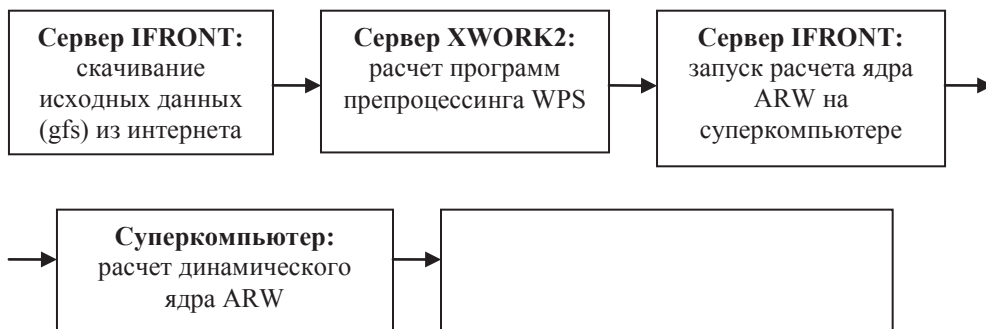 Сервер IFRONT:
скачивание
исходных данных
(gfs) из интернета
Сервер XWORK2:
расчет программ
препроцессинга WPS
Сервер IFRONT:
запуск расчета ядра
ARW на
суперкомпьютере
Суперкомпьютер:
расчет динамического
ядра ARW